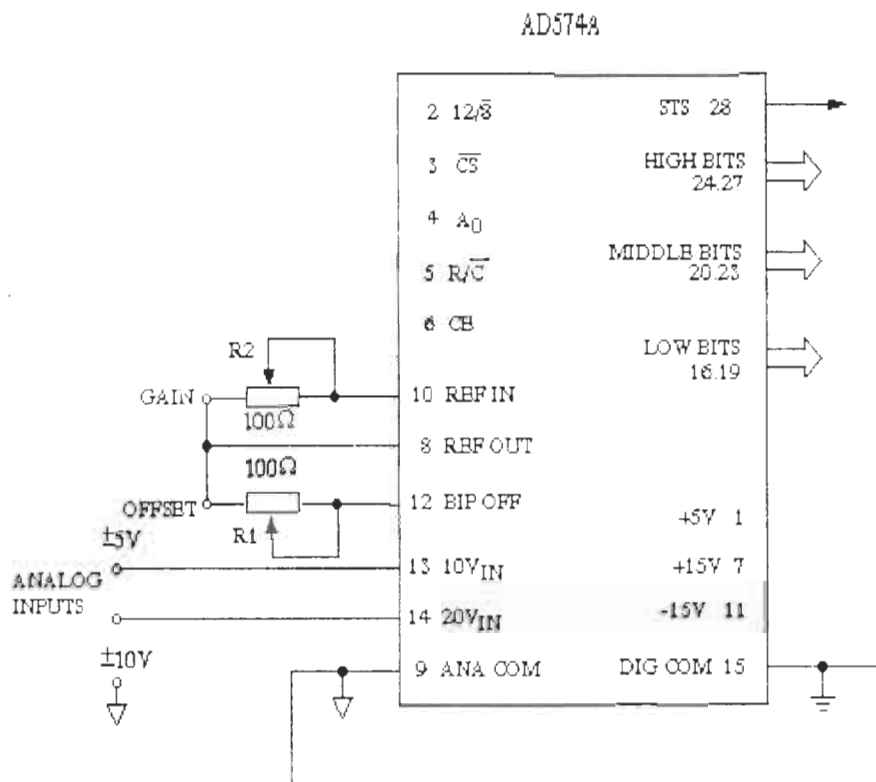 AD574A
2 12/8̅
STS 28
3 C̅S̅
HIGH BITS
24.27
4 A0
MIDDLE BITS
20.23
5 R/C̅
6 CE
LOW BITS
16.19
R2
GAIN
100Ω
10 REF IN
8 REF OUT
100Ω
OFFSET
R1
12 BIP OFF
+5V 1
±5V
ANALOG
INPUTS
13 10VIN
+15V 7
14 20VIN
-15V 11
±10V
9 ANA COM
DIG COM 15